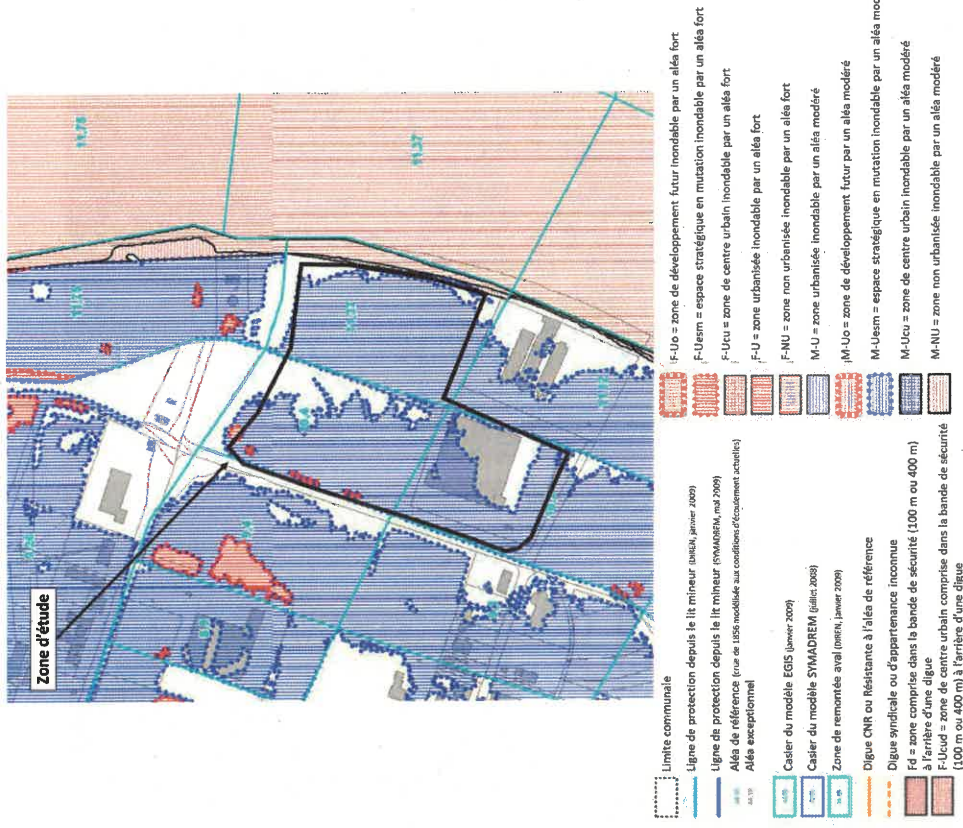 Zone d'étude
11,75
11,37
Limite communale
Ligne de protection depuis le lit mineur (DIREN, janvier 2009)
Ligne de protection depuis le lit mineur (SYMADREM, mai 2009)
Aléa de référence (crue de 1856 modélisée aux conditions d'écoulement actuelles)
Aléa exceptionnel
Casier du modèle EGIS (janvier 2009)
Casier du modèle SYMADREM (juillet 2008)
Zone de remontée aval (DIREN, janvier 2009)
Digue CNR ou Résistante à l'aléa de référence
Digue syndicale ou d'appartenance inconnue
Fd = zone comprise dans la bande de sécurité (100 m ou 400 m)
à l'arrière d'une digue
F-Ucud = zone de centre urbain comprise dans la bande de sécurité
(100 m ou 400 m) à l'arrière d'une digue
F-Uo = zone de développement futur inondable par un aléa fort
F-Uesm = espace stratégique en mutation inondable par un aléa fort
F-Ucu = zone de centre urbain inondable par un aléa fort
F-U = zone urbanisée inondable par un aléa fort
F-NU = zone non urbanisée inondable par un aléa fort
M-U = zone urbanisée inondable par un aléa modéré
M-Uo = zone de développement futur par un aléa modéré
M-Uesm = espace stratégique en mutation inondable par un aléa mod
M-Ucu = zone de centre urbain inondable par un aléa modéré
M-NU = zone non urbanisée inondable par un aléa modéré